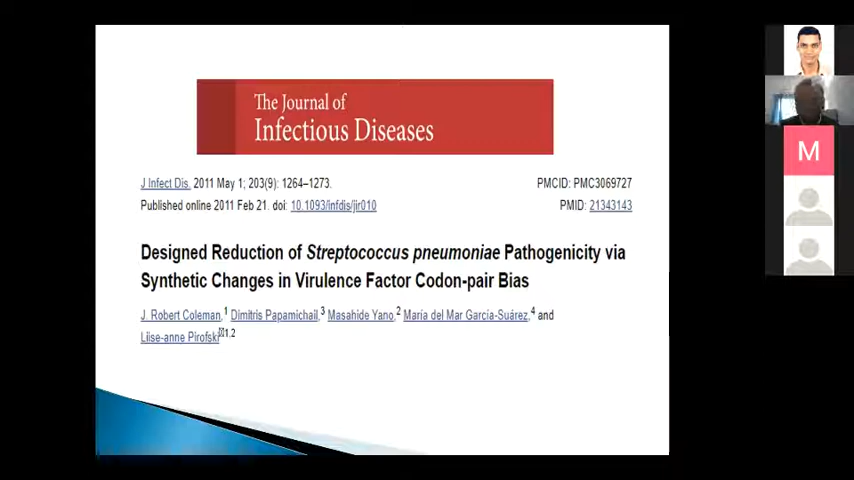 The Journal of
Infectious Diseases
J Infect Dis. 2011 May 1; 203(9): 1264–1273.
PMCID: PMC3069727
Published online 2011 Feb 21. doi: 10.1093/infdis/jir010
PMID: 21343143
Designed Reduction of Streptococcus pneumoniae Pathogenicity via
Synthetic Changes in Virulence Factor Codon-pair Bias
J. Robert Coleman,1 Dimitris Papamichail,3 Masahide Yano,2 María del Mar García-Suárez,4 and
Liise-anne Pirofski✉1,2
M